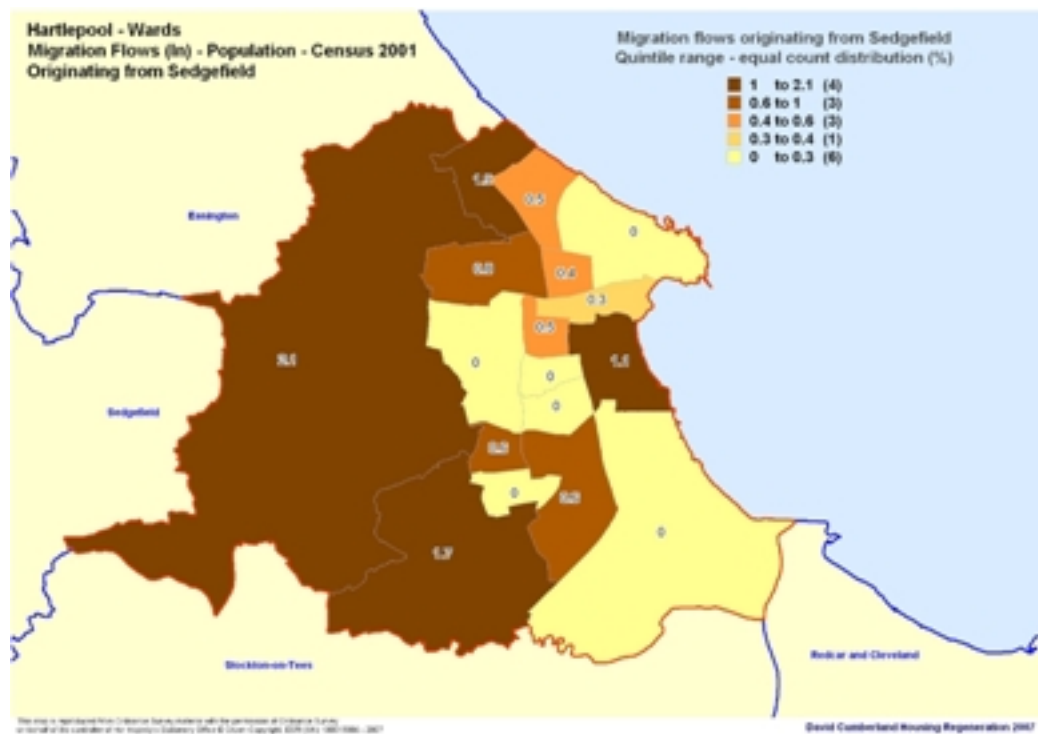 Hartlepool - Wards
Migration Flows (In) - Population - Census 2001
Originating from Sedgefield
Migration flows originating from Sedgefield
Quintile range - equal count distribution (%)
1 to 2.1 (4)
0.6 to 1 (3)
0.4 to 0.6 (3)
0.3 to 0.4 (1)
0 to 0.3 (6)
0.5
Easington
0
0.4
0.3
0.5
2.1
0
1.1
0
Sedgefield
0
0
0
1.7
Stockton-on-Tees
Redcar and Cleveland
David Cumberland Housing Regeneration 2007